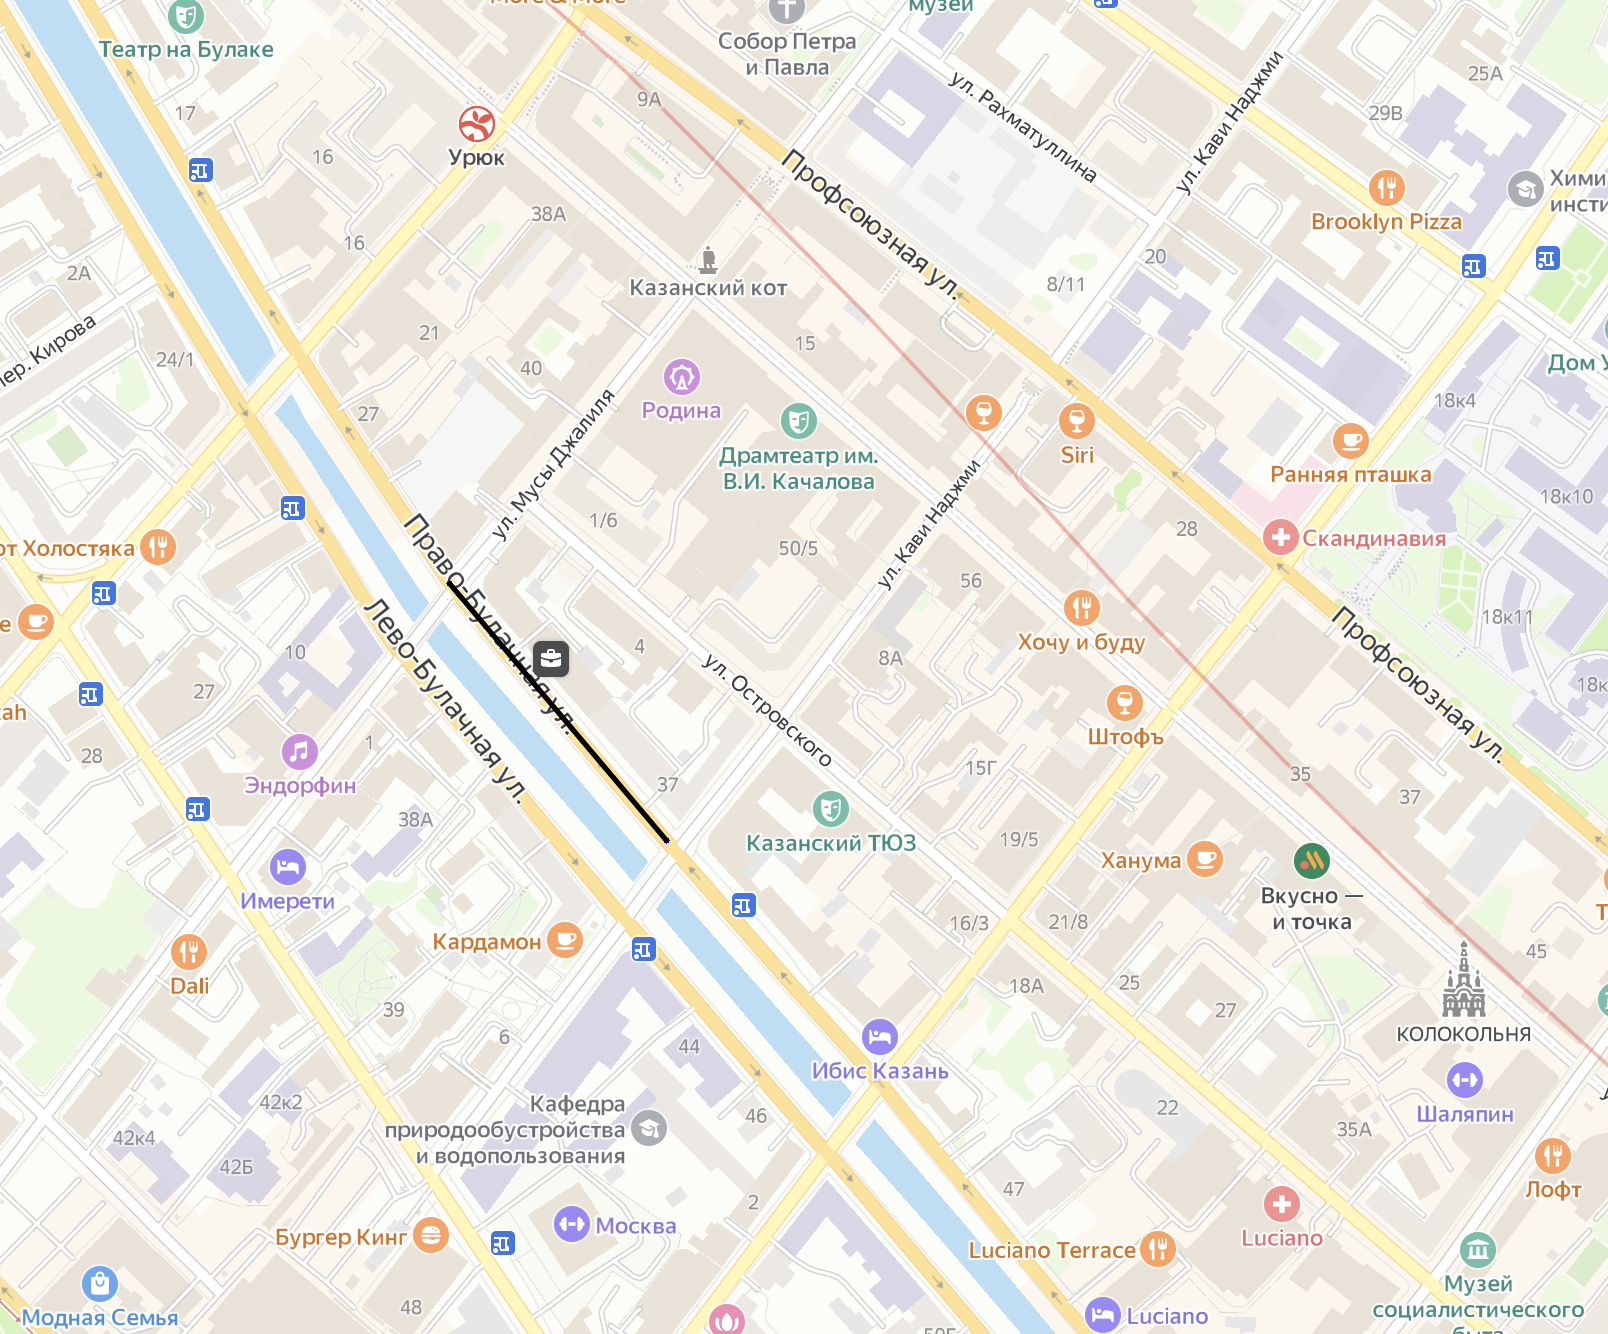 More & More
музей
Театр на Булаке
Собор Петра
и Павла
25А
17
9А
29В
ул. Рахматуллина
ул. Кави Наджми
16
Урюк
Профсоюзная ул.
Brooklyn Pizza
38А
16
20
2А
8/11
Казанский кот
пер. Кирова
24/1
21
40
15
Дом
27
Родина
18к4
ул. Мусы Джалиля
Драмтеатр им.
В.И. Качалова
Siri
Ранняя пташка
18к10
1/6
50/5
ул. Кави Наджми
28
Скандинавия
от Холостяка
Право-Булачная ул.
56
Лево-Булачная ул.
18к11
Хочу и буду
Профсоюзная ул.
10
4
8А
27
ул. Островского
Штофъ
28
1
Эндорфин
37
15Г
35
37
38А
Казанский ТЮЗ
19/5
Ханума
Имерети
Вкусно —
и точка
Кардамон
16/3
21/8
45
Dali
39
18А
25
27
6
КОЛОКОЛЬНЯ
44
Ибис Казань
42к2
Кафедра
природообустройства
и водопользования
46
22
Шаляпин
35А
42к4
42Б
2
47
Лофт
Бургер Кинг
Москва
Luciano
Luciano Terrace
Музей
социалистического
быта
Модная Семья
48
Luciano